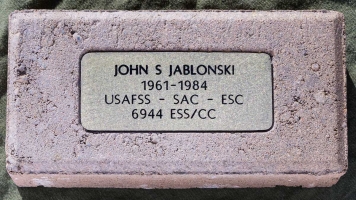 JOHN S JABLONSKI
1961-1984
USAFSS - SAC - ESC
6944 ESS/CC